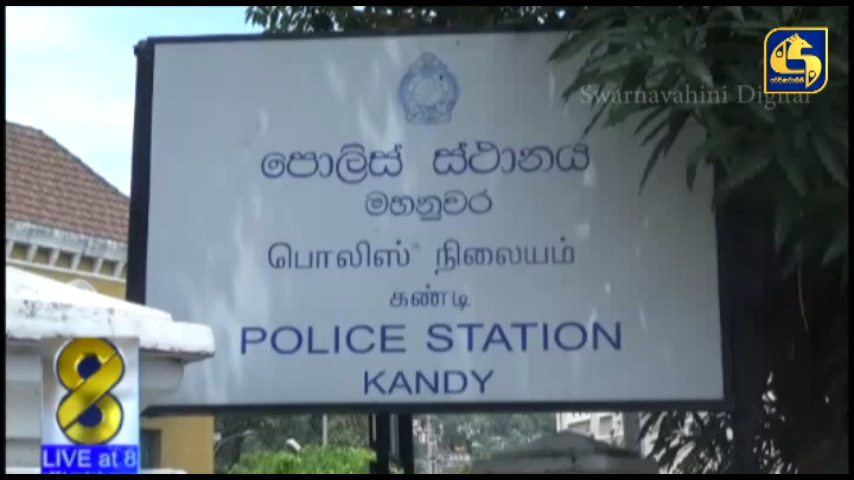 Swarnavahini Digital
පොලිස් ස්ථානය
මහනුවර
பொலிஸ் நிலையம்
கண்டி
POLICE STATION
KANDY
8
LIVE at 8